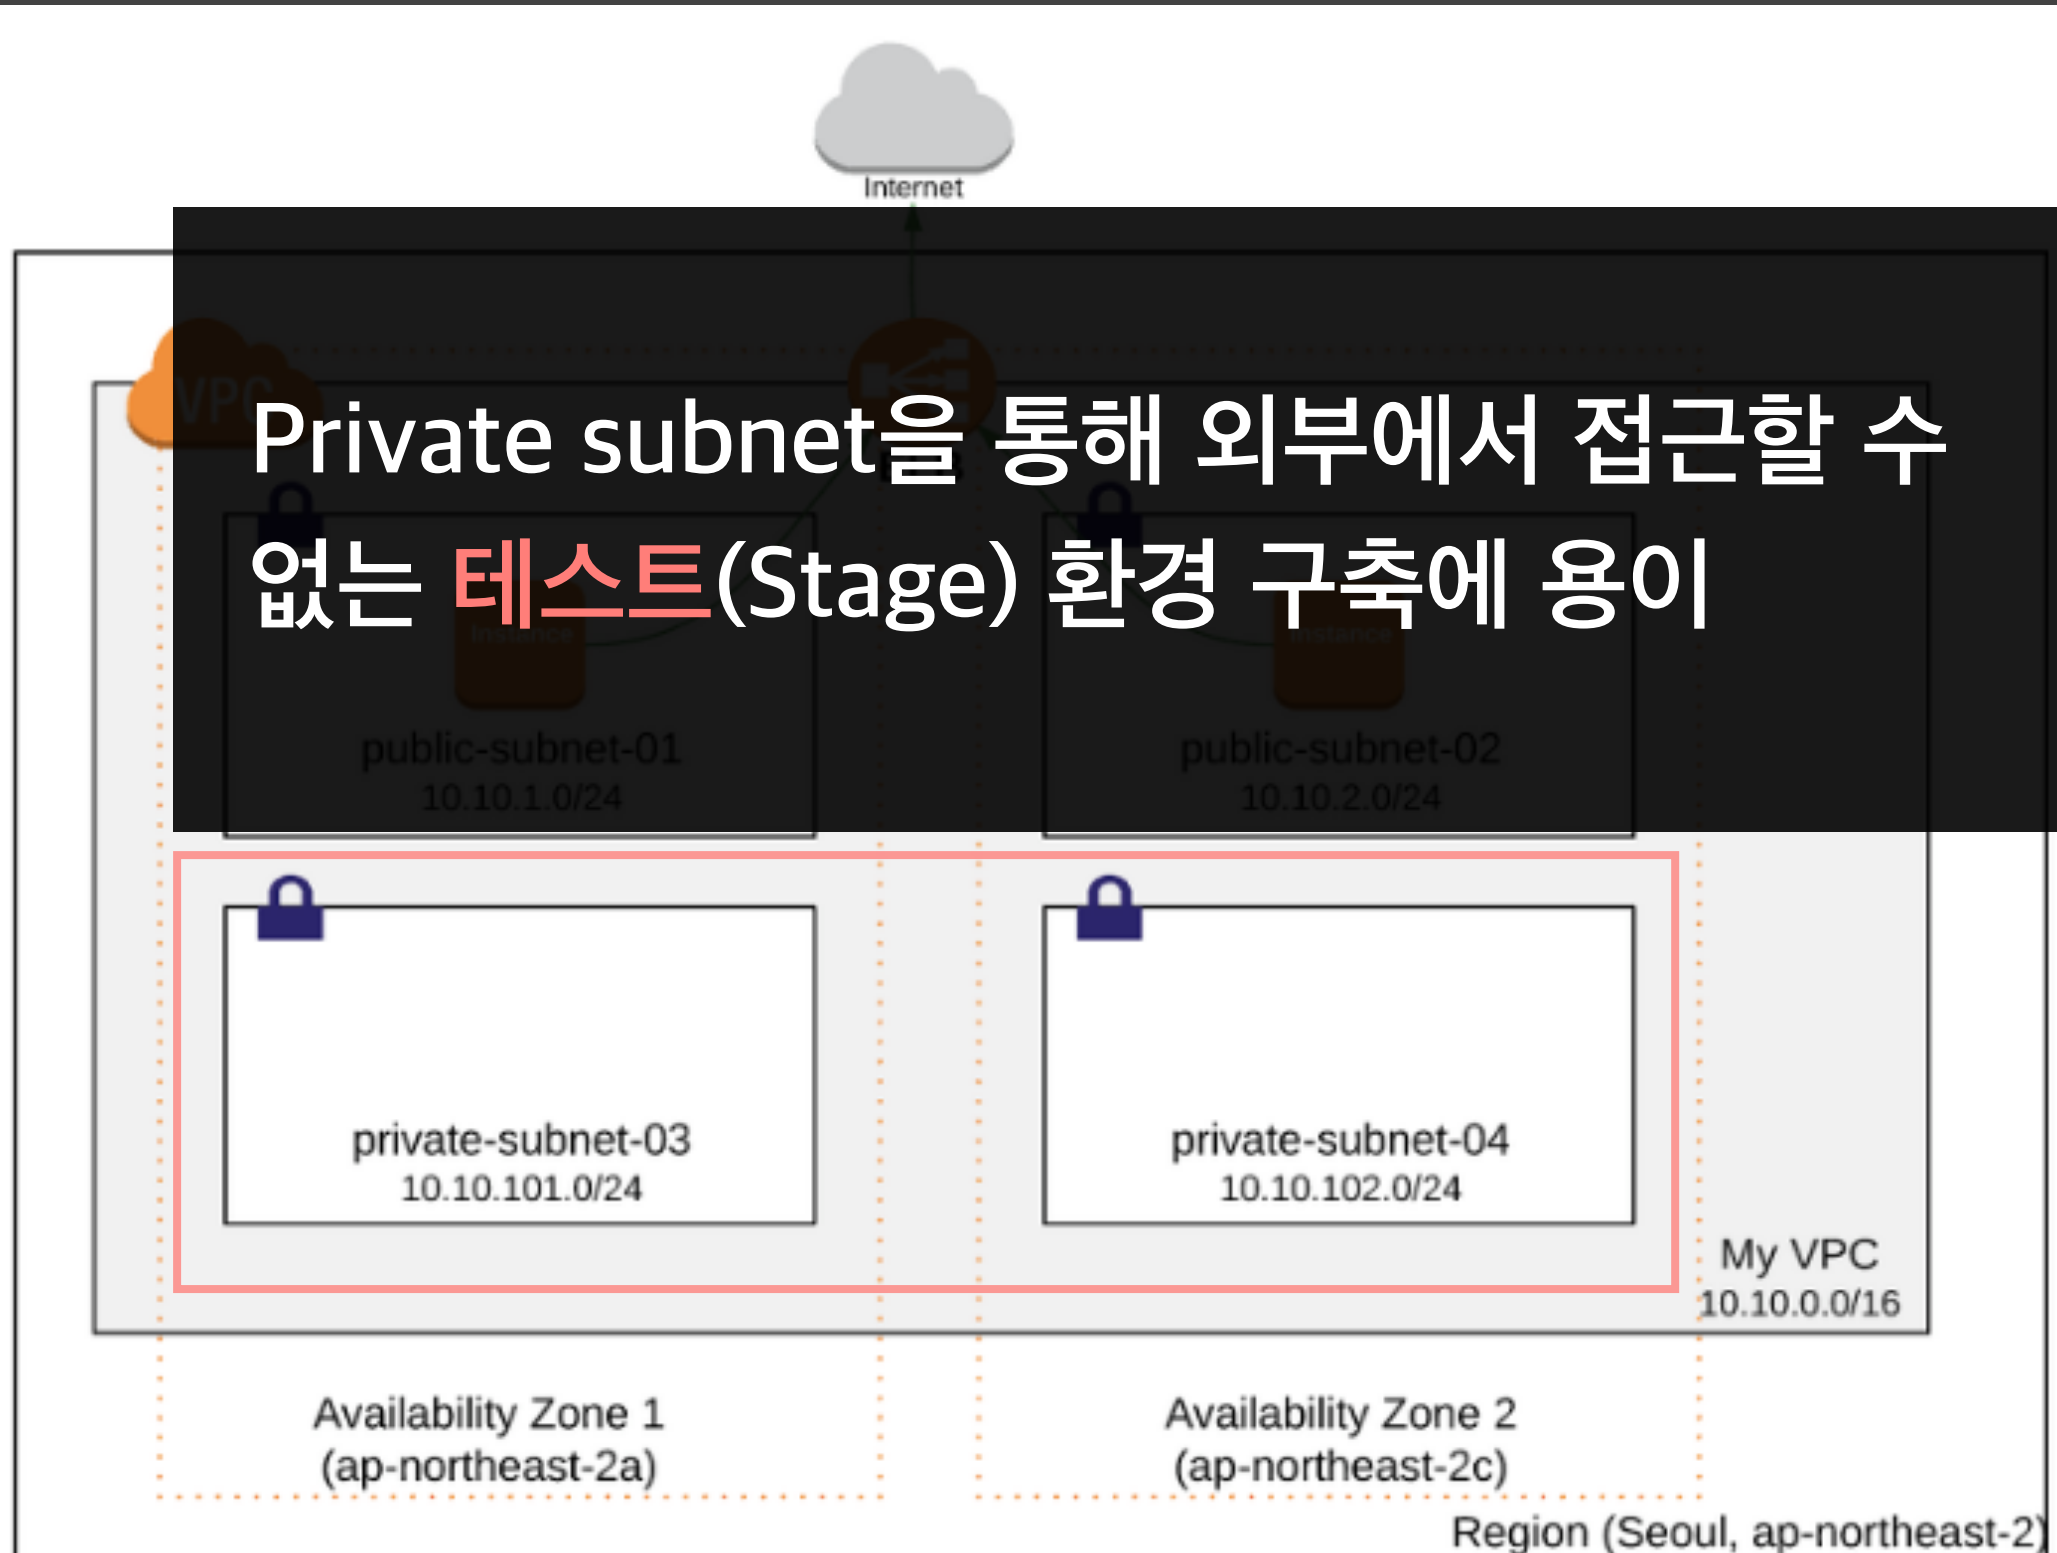 Internet
VPC
Private subnet을 통해 외부에서 접근할 수
없는 테스트(Stage) 환경 구축에 용이
Instance
Instance
public-subnet-01
10.10.1.0/24
public-subnet-02
10.10.2.0/24
private-subnet-03
10.10.101.0/24
private-subnet-04
10.10.102.0/24
My VPC
10.10.0.0/16
Availability Zone 1
(ap-northeast-2a)
Availability Zone 2
(ap-northeast-2c)
Region (Seoul, ap-northeast-2)